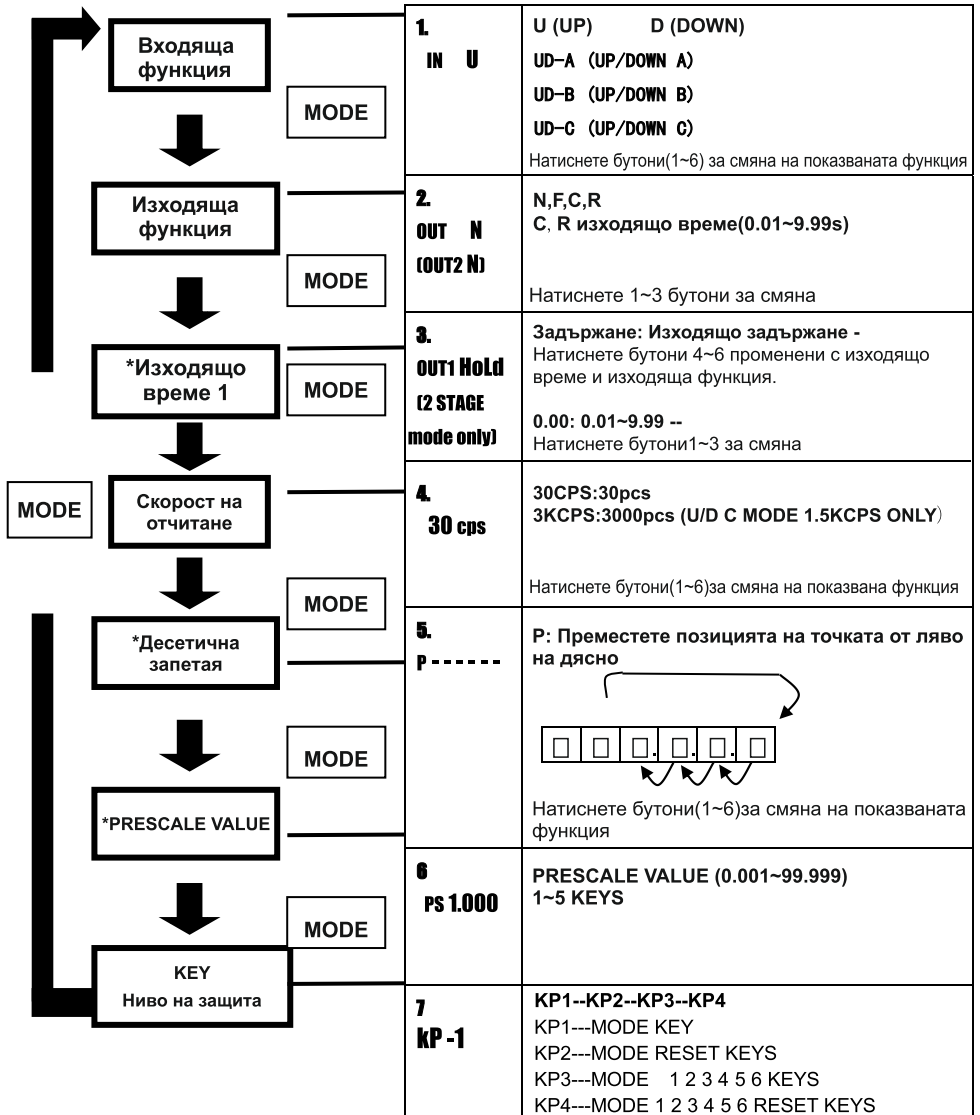 Входяща
функция
MODE
Изходяща
функция
MODE
*Изходящо
време 1
MODE
MODE
Скорост на
отчитане
MODE
*Десетична
запетая
MODE
*PRESCALE VALUE
MODE
KEY
Ниво на защита
1.
IN U
U (UP) D (DOWN)
UD-A (UP/DOWN A)
UD-B (UP/DOWN B)
UD-C (UP/DOWN C)
Натиснете бутони(1~6) за смяна на показваната функция
2.
OUT N
(OUT2 N)
N,F,C,R
C, R изходящо време(0.01~9.99s)
Натиснете 1~3 бутони за смяна
3.
OUT1 HoLd
(2 STAGE
mode only)
Задържане: Изходящо задържане -
Натиснете бутони 4~6 променени с изходящо
време и изходяща функция.
0.00: 0.01~9.99 --
Натиснете бутони1~3 за смяна
4.
30 cps
30CPS:30pcs
3KCPS:3000pcs (U/D C MODE 1.5KCPS ONLY)
Натиснете бутони(1~6)за смяна на показвана функция
5.
P------
P: Преместете позицията на точката от ляво
на дясно
Натиснете бутони(1~6)за смяна на показваната
функция
6
PS 1.000
PRESCALE VALUE (0.001~99.999)
1~5 KEYS
7
kP -1
KP1--KP2--KP3--KP4
KP1---MODE KEY
KP2---MODE RESET KEYS
KP3---MODE 1 2 3 4 5 6 KEYS
KP4---MODE 1 2 3 4 5 6 RESET KEYS